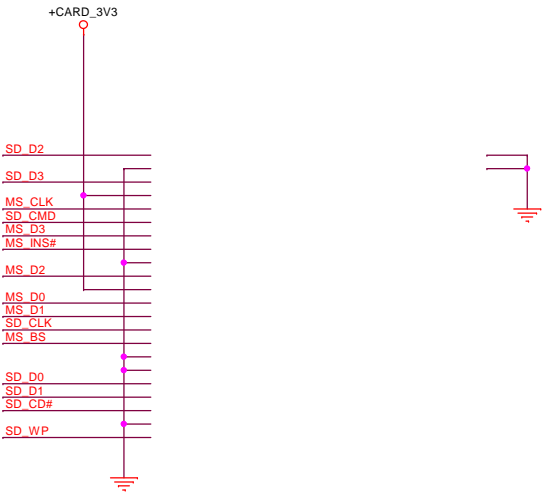 +CARD_3V3
SD_D2
SD_D3
MS_CLK
SD_CMD
MS_D3
MS_INS#
MS_D2
MS_D0
MS_D1
SD_CLK
MS_BS
SD_D0
SD_D1
SD_CD#
SD_WP